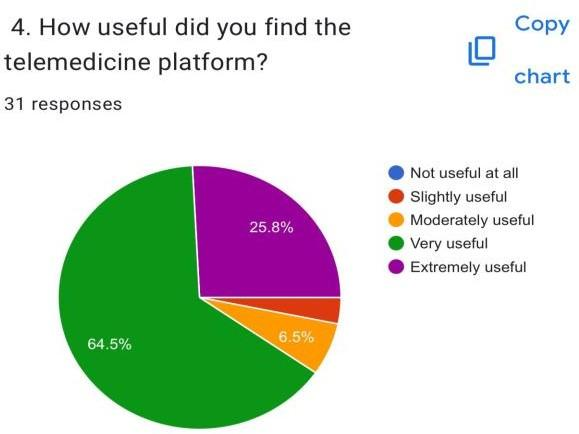 4. How useful did you find the
telemedicine platform?
Copy
chart
31 responses
Not useful at all
Slightly useful
Moderately useful
Very useful
Extremely useful
25.8%
6.5%
64.5%